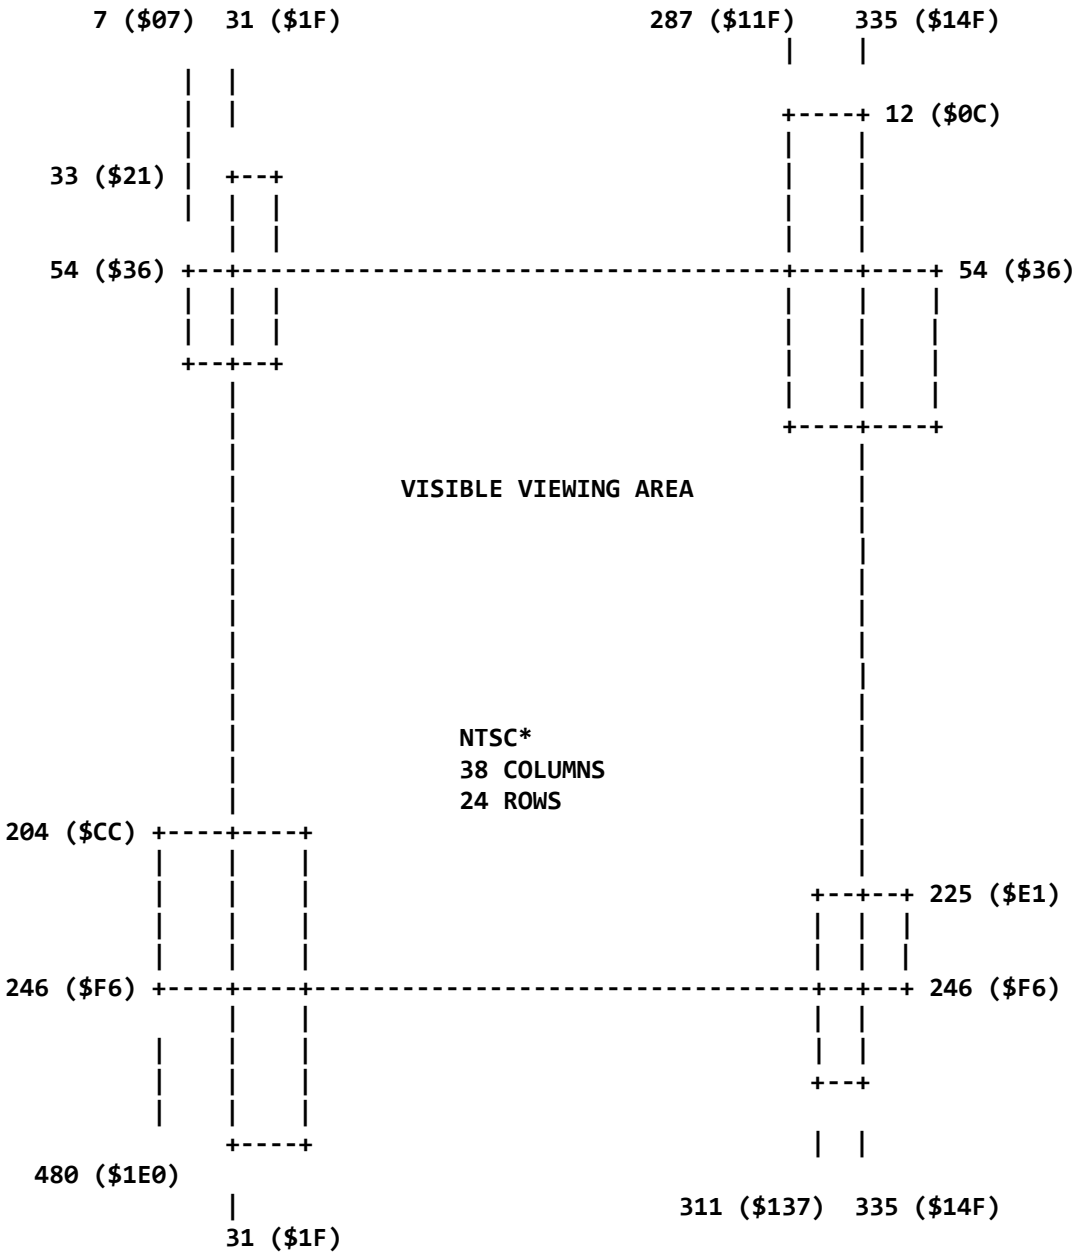 7 ($07) 31 ($1F) 287 ($11F) 335 ($14F)
12 ($0C)
33 ($21)
54 ($36) 54 ($36)
VISIBLE VIEWING AREA
NTSC*
38 COLUMNS
24 ROWS
204 ($CC)
225 ($E1)
246 ($F6) 246 ($F6)
480 ($1E0)
311 ($137) 335 ($14F)
31 ($1F)